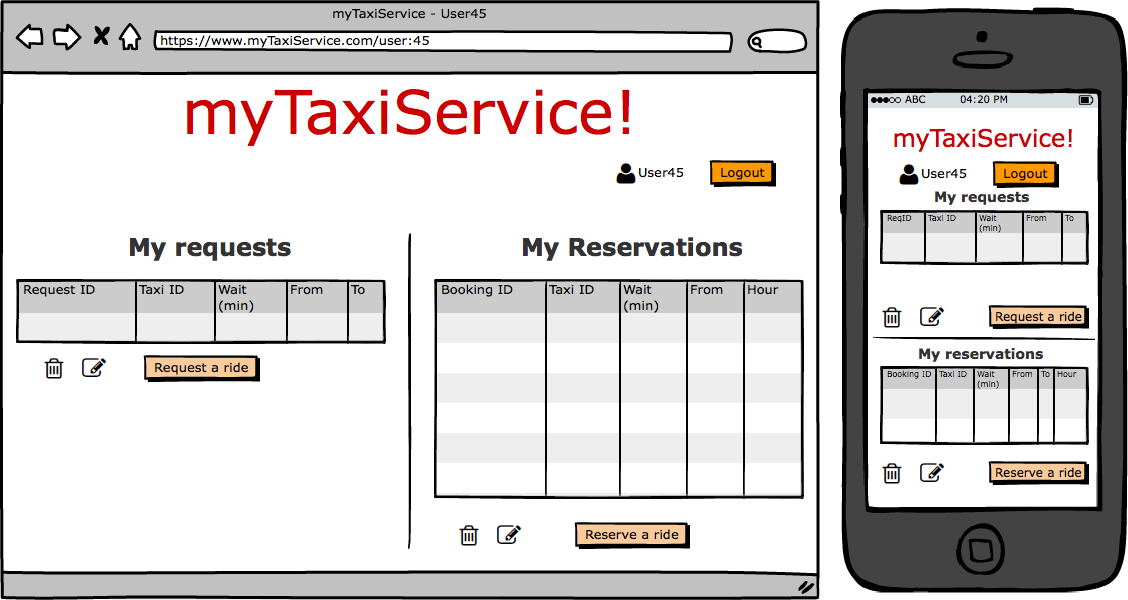 myTaxiService - User45
https://www.myTaxiService.com/user:45
myTaxiService!
User45 Logout
My requests
Request ID Taxi ID Wait (min) From To
Request a ride
My Reservations
Booking ID Taxi ID Wait (min) From Hour
Reserve a ride
ABC 04:20 PM
myTaxiService!
User45 Logout
My requests
ReqID Taxi ID Wait (min) From To
Request a ride
My reservations
Booking ID Taxi ID Wait (min) From To Hour
Reserve a ride